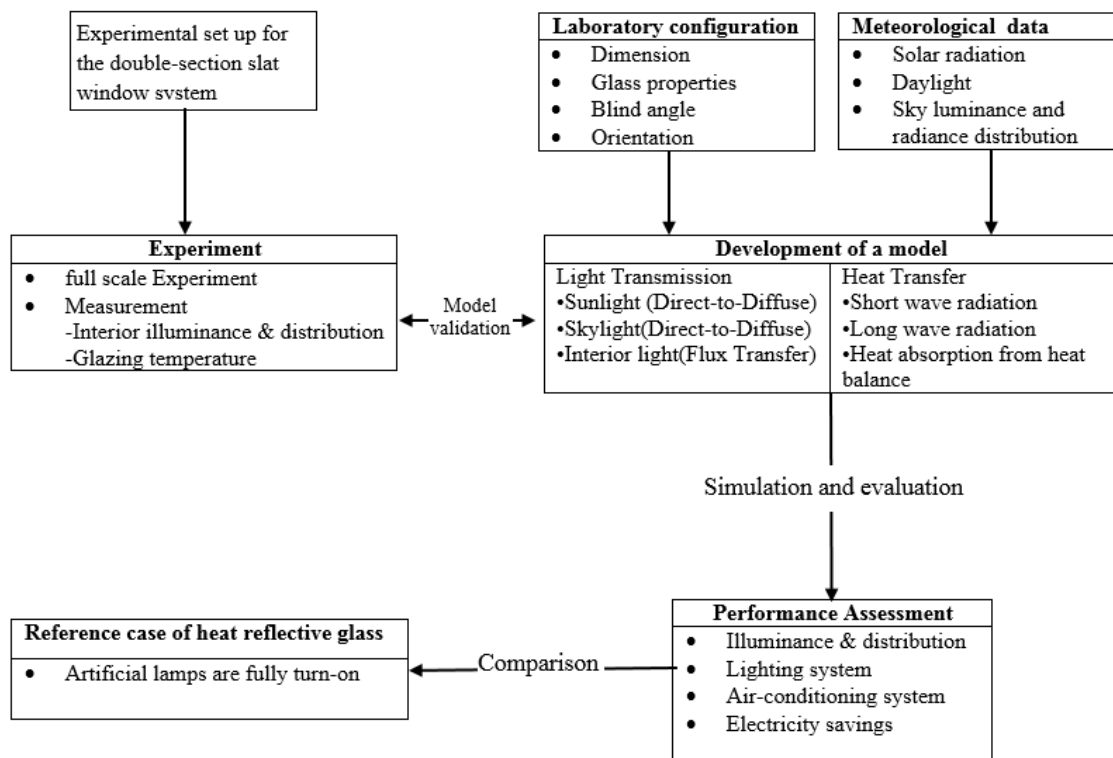 Experimental set up for
the double-section slat
window system
Laboratory configuration
• Dimension
• Glass properties
• Blind angle
• Orientation
Meteorological data
• Solar radiation
• Daylight
• Sky luminance and
radiance distribution
Experiment
• full scale Experiment
• Measurement
-Interior illuminance & distribution
-Glazing temperature
Model
validation
Development of a model
Light Transmission
•Sunlight (Direct-to-Diffuse)
•Skylight(Direct-to-Diffuse)
•Interior light(Flux Transfer)
Heat Transfer
•Short wave radiation
•Long wave radiation
•Heat absorption from heat
balance
Simulation and evaluation
Reference case of heat reflective glass
• Artificial lamps are fully turn-on
Comparison
Performance Assessment
• Illuminance & distribution
• Lighting system
• Air-conditioning system
• Electricity savings